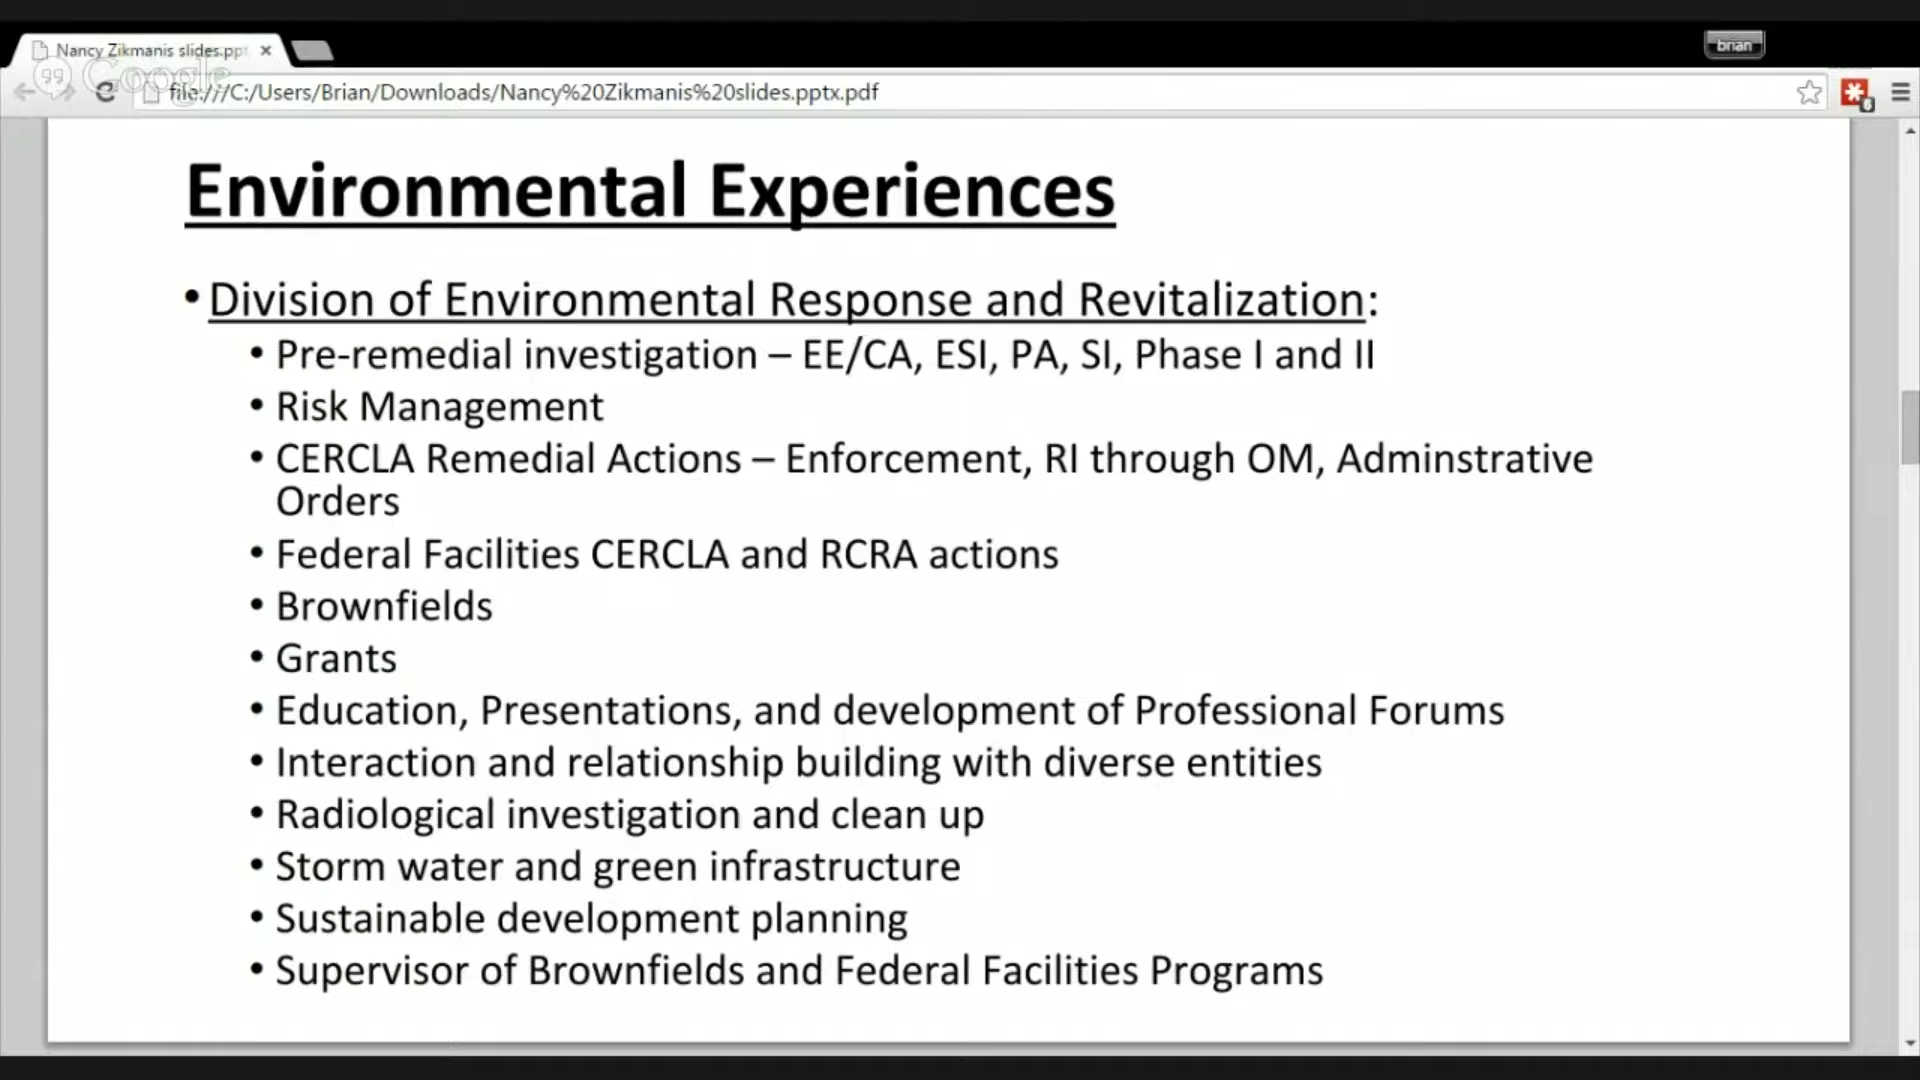 Nancy Zikmanis slides.ppt
brian
Google
file:///C:/Users/Brian/Downloads/Nancy%20Zikmanis%20slides.pptx.pdf
6
Environmental Experiences
• Division of Environmental Response and Revitalization:
• Pre-remedial investigation – EE/CA, ESI, PA, SI, Phase I and II
• Risk Management
• CERCLA Remedial Actions – Enforcement, RI through OM, Adminstrative
Orders
• Federal Facilities CERCLA and RCRA actions
• Brownfields
• Grants
• Education, Presentations, and development of Professional Forums
• Interaction and relationship building with diverse entities
• Radiological investigation and clean up
• Storm water and green infrastructure
• Sustainable development planning
• Supervisor of Brownfields and Federal Facilities Programs